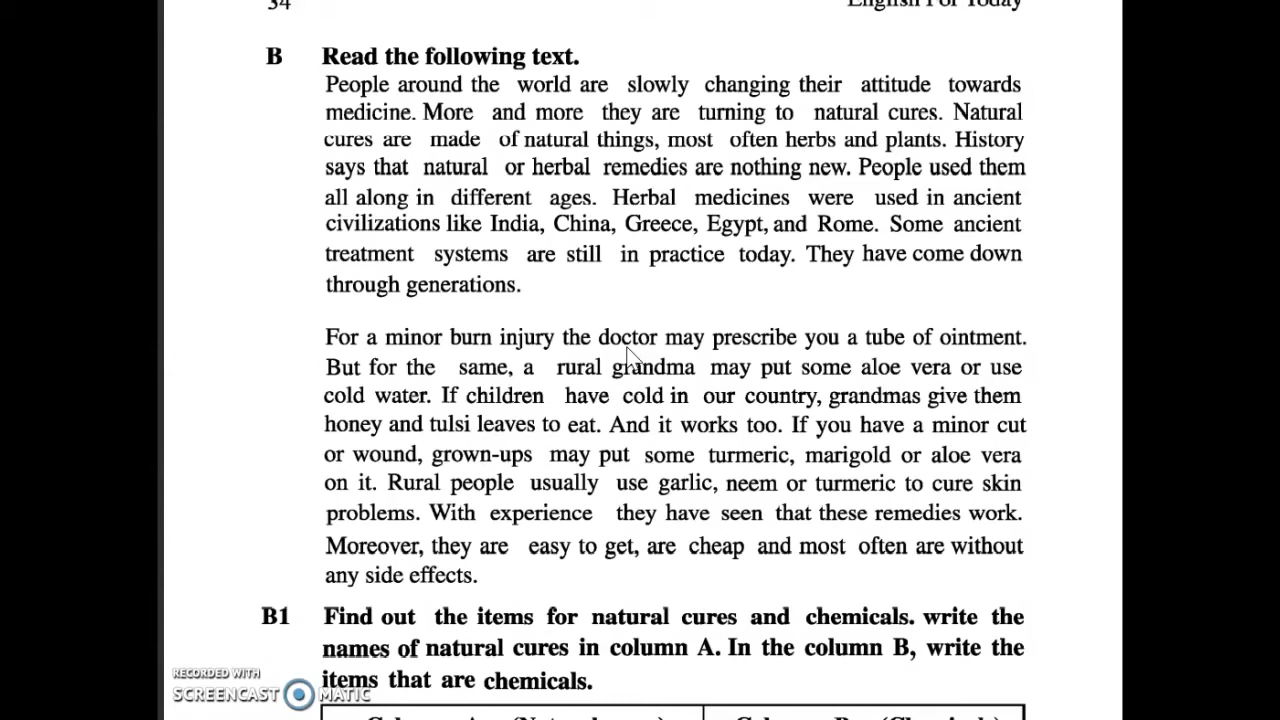 34 English For Today
B Read the following text.
People around the world are slowly changing their attitude towards
medicine. More and more they are turning to natural cures. Natural
cures are made of natural things, most often herbs and plants. History
says that natural or herbal remedies are nothing new. People used them
all along in different ages. Herbal medicines were used in ancient
civilizations like India, China, Greece, Egypt, and Rome. Some ancient
treatment systems are still in practice today. They have come down
through generations.
For a minor burn injury the doctor may prescribe you a tube of ointment.
But for the same, a rural grandma may put some aloe vera or use
cold water. If children have cold in our country, grandmas give them
honey and tulsi leaves to eat. And it works too. If you have a minor cut
or wound, grown-ups may put some turmeric, marigold or aloe vera
on it. Rural people usually use garlic, neem or turmeric to cure skin
problems. With experience they have seen that these remedies work.
Moreover, they are easy to get, are cheap and most often are without
any side effects.
B1 Find out the items for natural cures and chemicals. write the
names of natural cures in column A. In the column B, write the
items that are chemicals.
RECORDED WITH
SCREENCAST MATIC